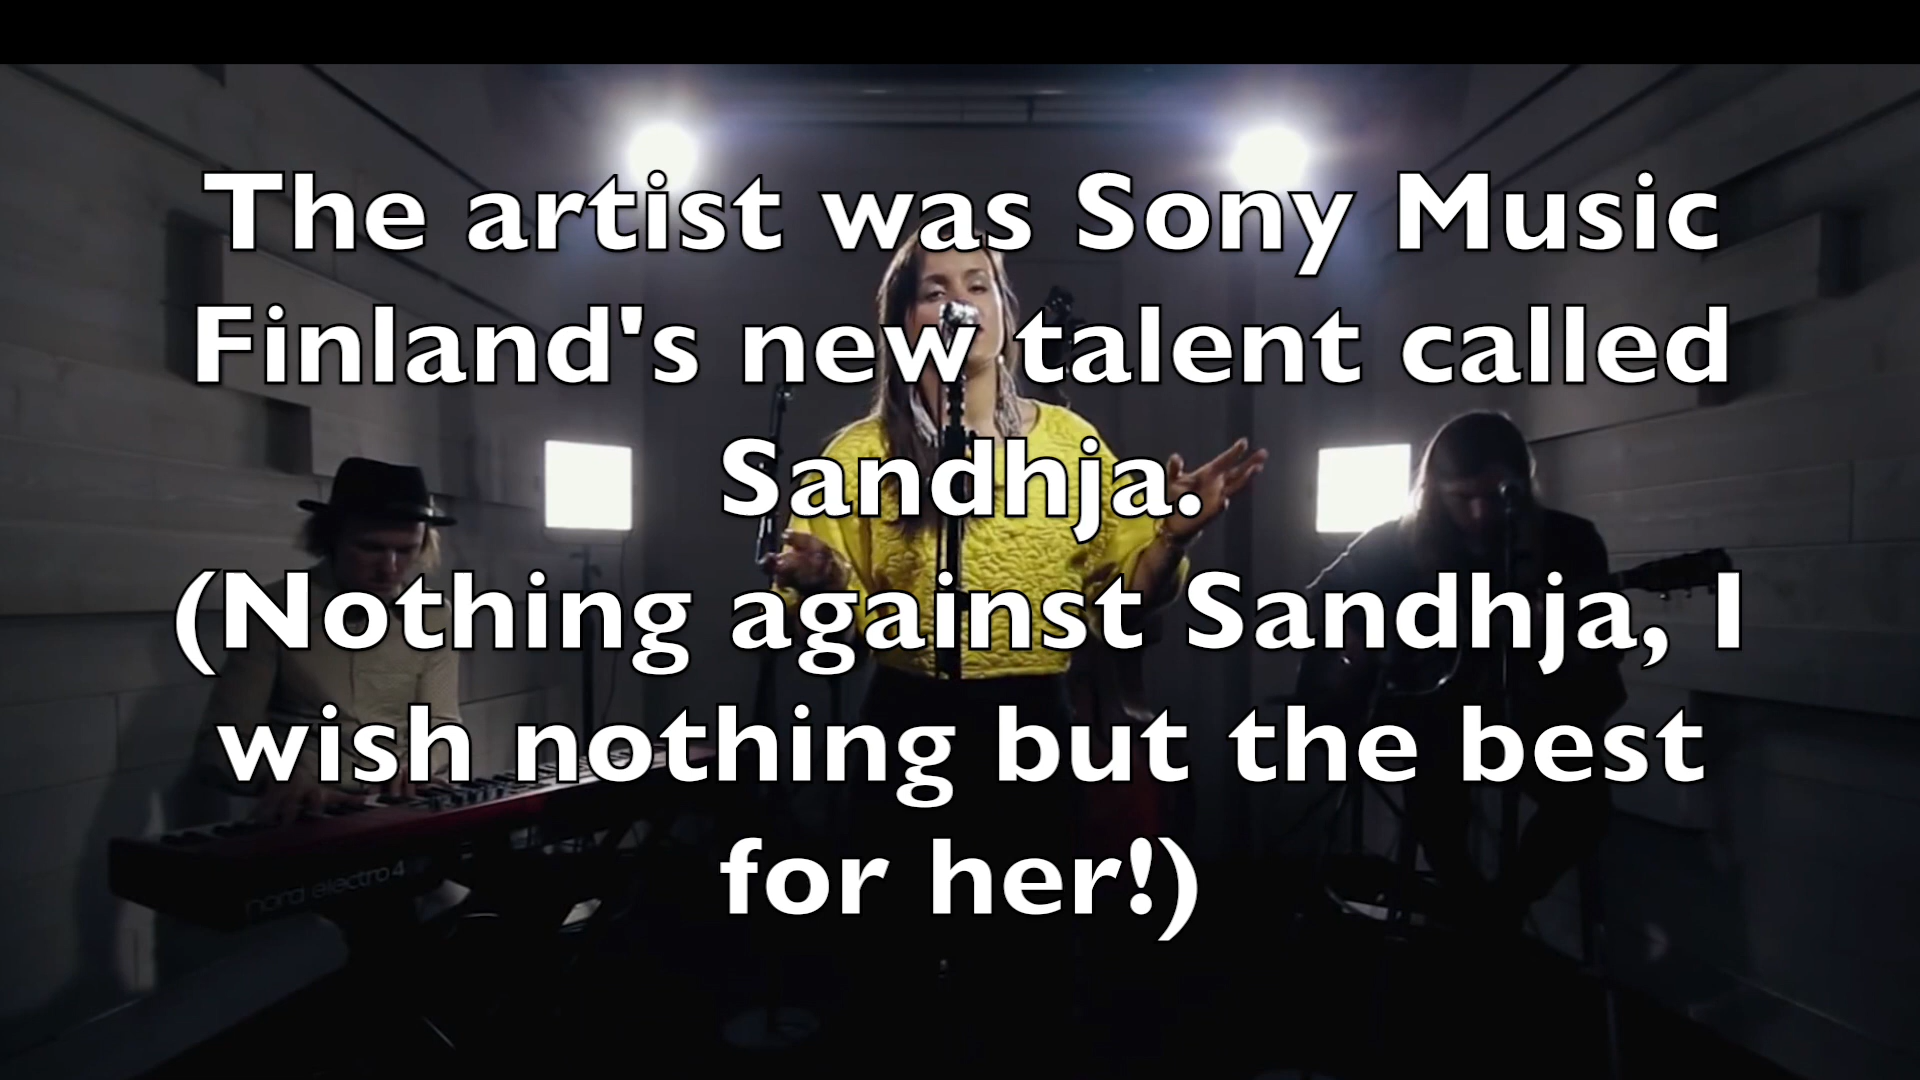 The artist was Sony Music
Finland's new talent called
Sandhja.
(Nothing against Sandhja, I
wish nothing but the best
for her!)
nord electro 4